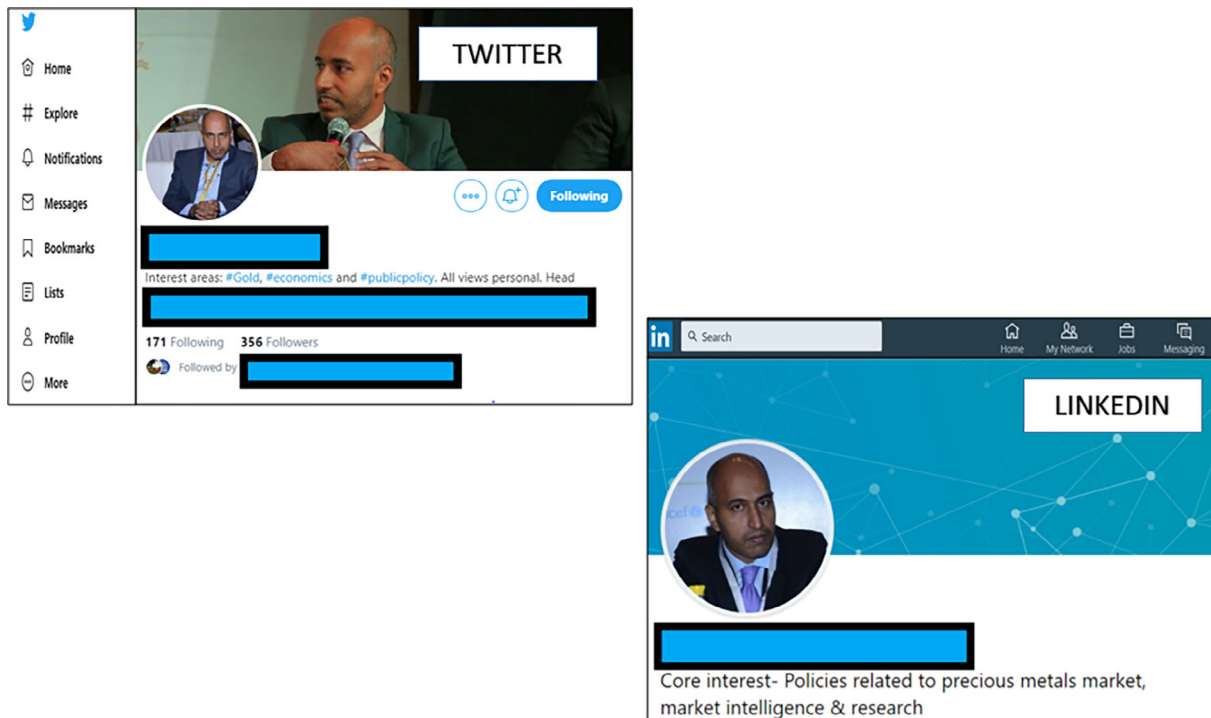 TWITTER
Home
# Explore
Notifications
Messages
Bookmarks
Lists
Profile
More
Following
Interest areas: #Gold, #economics and #publicpolicy. All views personal. Head
171 Following 356 Followers
Followed by
in Search
Home My Network Jobs Messaging
LINKEDIN
Core interest- Policies related to precious metals market,
market intelligence & research